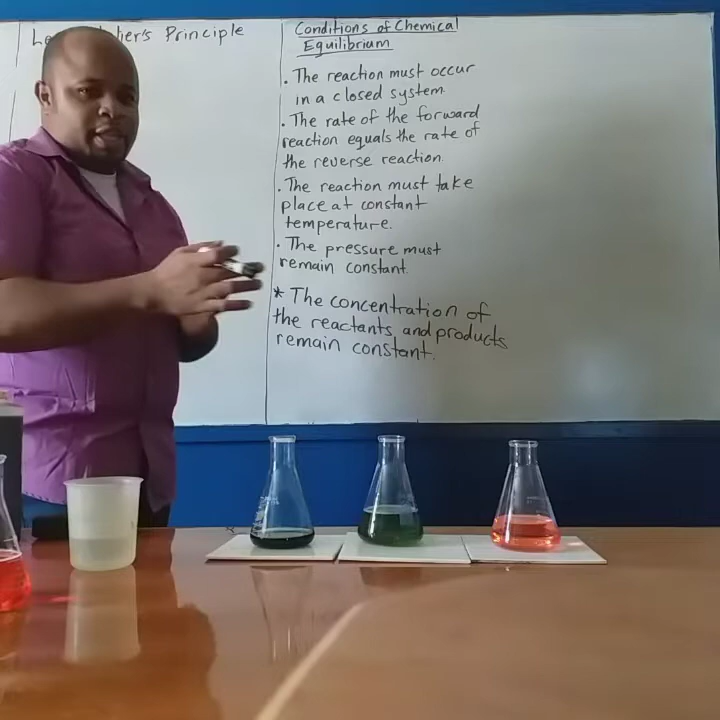 Le   lier's Principle
Conditions of Chemical
Equilibrium
. The reaction must occur
in a closed system.
. The rate of the forward
reaction equals the rate of
the reverse reaction.
. The reaction must take
place at constant
temperature.
. The pressure must
remain constant.
* The concentration of
the reactants and products
remain constant.